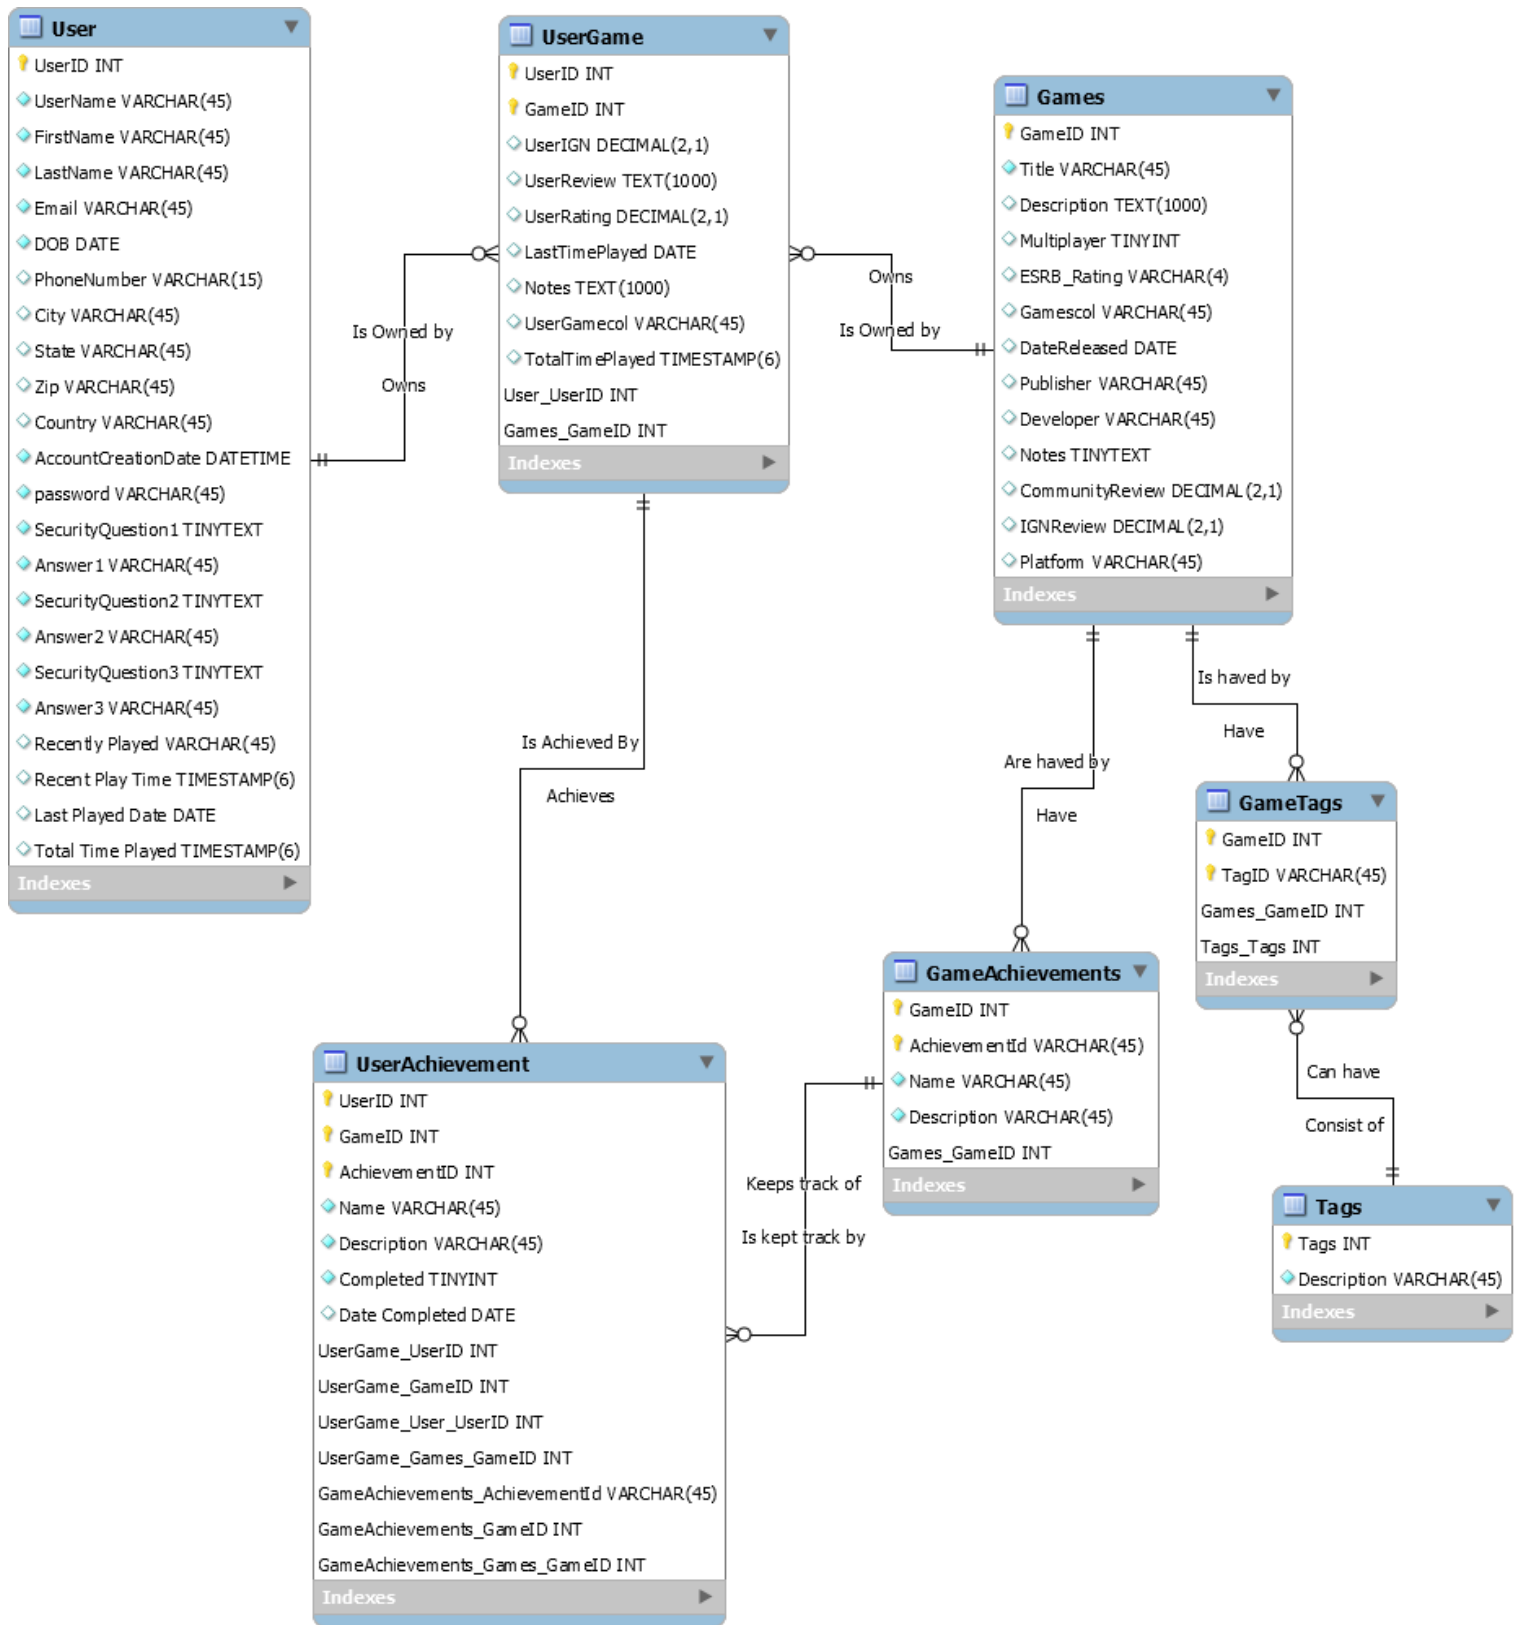 User
UserID INT
UserName VARCHAR(45)
FirstName VARCHAR(45)
LastName VARCHAR(45)
Email VARCHAR(45)
DOB DATE
PhoneNumber VARCHAR(15)
City VARCHAR(45)
State VARCHAR(45)
Zip VARCHAR(45)
Country VARCHAR(45)
AccountCreationDate DATETIME
password VARCHAR(45)
SecurityQuestion1 TINYTEXT
Answer1 VARCHAR(45)
SecurityQuestion2 TINYTEXT
Answer2 VARCHAR(45)
SecurityQuestion3 TINYTEXT
Answer3 VARCHAR(45)
Recently Played VARCHAR(45)
Recent Play Time TIMESTAMP(6)
Last Played Date DATE
Total Time Played TIMESTAMP(6)
Indexes
Is Owned by
Owns
UserGame
UserID INT
GameID INT
UserIGN DECIMAL(2,1)
UserReview TEXT(1000)
UserRating DECIMAL(2,1)
LastTimePlayed DATE
Notes TEXT(1000)
UserGamecol VARCHAR(45)
TotalTimePlayed TIMESTAMP(6)
User_UserID INT
Games_GameID INT
Indexes
Owns
Is Owned by
Games
GameID INT
Title VARCHAR(45)
Description TEXT(1000)
Multiplayer TINYINT
ESRB_Rating VARCHAR(4)
Gamescol VARCHAR(45)
DateReleased DATE
Publisher VARCHAR(45)
Developer VARCHAR(45)
Notes TINYTEXT
CommunityReview DECIMAL(2,1)
IGNReview DECIMAL(2,1)
Platform VARCHAR(45)
Indexes
Is Achieved By
Achieves
Are haved by
Have
Is haved by
Have
GameTags
GameID INT
TagID VARCHAR(45)
Games_GameID INT
Tags_Tags INT
Indexes
GameAchievements
GameID INT
AchievementId VARCHAR(45)
Name VARCHAR(45)
Description VARCHAR(45)
Games_GameID INT
Indexes
Can have
Consist of
Tags
Tags INT
Description VARCHAR(45)
Indexes
Keeps track of
Is kept track by
UserAchievement
UserID INT
GameID INT
AchievementID INT
Name VARCHAR(45)
Description VARCHAR(45)
Completed TINYINT
Date Completed DATE
UserGame_UserID INT
UserGame_GameID INT
UserGame_User_UserID INT
UserGame_Games_GameID INT
GameAchievements_AchievementId VARCHAR(45)
GameAchievements_GameID INT
GameAchievements_Games_GameID INT
Indexes